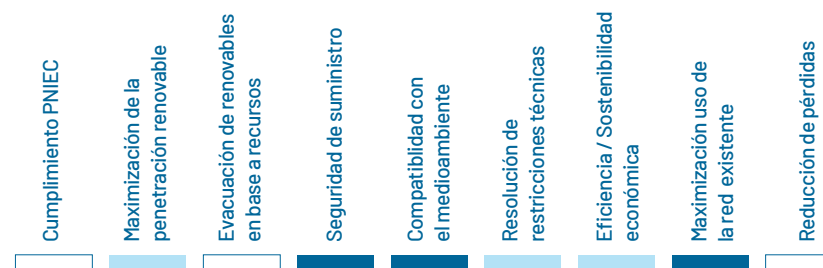 Cumplimiento PNIEC
Maximización de la
penetración renovable
Evacuación de renovables
en base a recursos
Seguridad de suministro
Compatiblidad con
el medioambiente
Resolución de
restricciones técnicas
Eficiencia / Sostenibilidad
económica
Maximización uso de
la red existente
Reducción de pérdidas